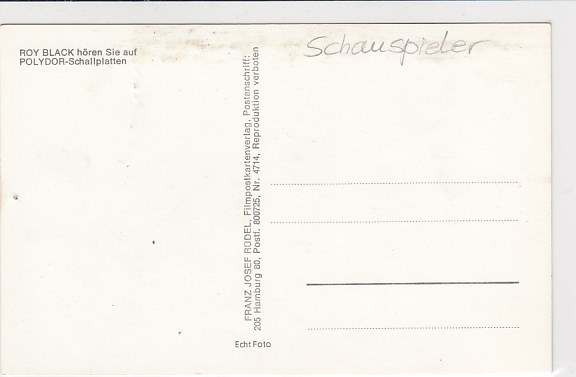 ROY BLACK hören Sie auf
POLYDOR-Schallplatten
Schauspieler
FRANZ JOSEF RÜDEL, Filmpostkartenverlag, Postanschrift:
205 Hamburg 80, Postf. 800725, Nr. 4714, Reproduktion verboten
Echt Foto